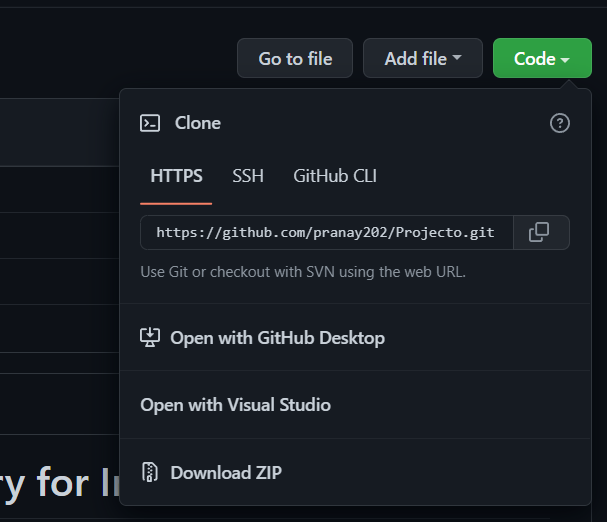 Go to file Add file Code
Clone
HTTPS SSH GitHub CLI
https://github.com/pranay202/Projecto.git
Use Git or checkout with SVN using the web URL.
Open with GitHub Desktop
Open with Visual Studio
Download ZIP
for